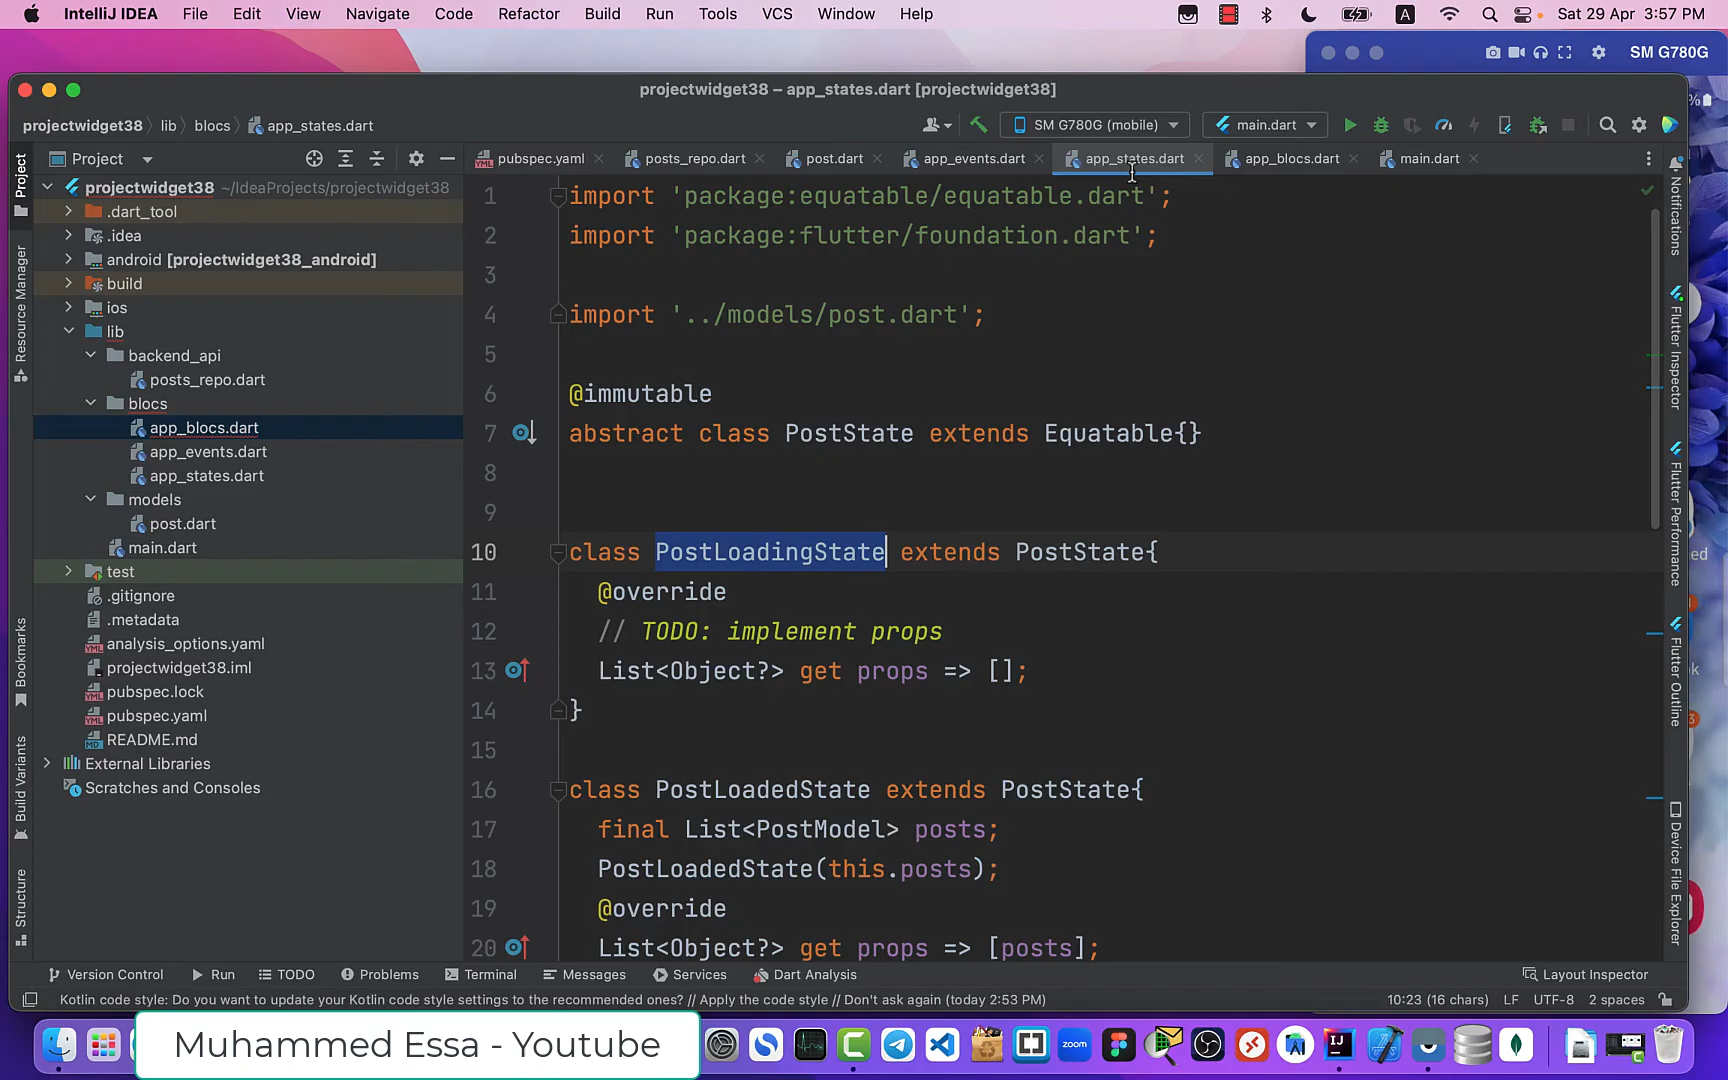 IntelliJ IDEA File Edit View Navigate Code Refactor Build Run Tools VCS Window Help A Sat 29 Apr 3:57 PM
SM G780G
projectwidget38 – app_states.dart [projectwidget38]
projectwidget38 lib blocs app_states.dart SM G780G (mobile) main.dart
Project pubspec.yaml posts_repo.dart post.dart app_events.dart app_states.dart app_blocs.dart main.dart
projectwidget38 ~/IdeaProjects/projectwidget38
.dart_tool
.idea
android [projectwidget38_android]
build
ios
lib
backend_api
posts_repo.dart
blocs
app_blocs.dart
app_events.dart
app_states.dart
models
post.dart
main.dart
test
.gitignore
.metadata
analysis_options.yaml
projectwidget38.iml
pubspec.lock
pubspec.yaml
README.md
External Libraries
Scratches and Consoles
Project
Resource Manager
Bookmarks
Build Variants
Structure
1 import 'package:equatable/equatable.dart';
2 import 'package:flutter/foundation.dart';
3
4 import '../models/post.dart';
5
6 @immutable
7 abstract class PostState extends Equatable{}
8
9
10 class PostLoadingState extends PostState{
11 @override
12 // TODO: implement props
13 List<Object?> get props => [];
14 }
15
16 class PostLoadedState extends PostState{
17 final List<PostModel> posts;
18 PostLoadedState(this.posts);
19 @override
20 List<Object?> get props => [posts];
Notifications
Flutter Inspector
Flutter Performance
Flutter Outline
Device File Explorer
Version Control Run TODO Problems Terminal Messages Services Dart Analysis Layout Inspector
Kotlin code style: Do you want to update your Kotlin code style settings to the recommended ones? // Apply the code style // Don't ask again (today 2:53 PM) 10:23 (16 chars) LF UTF-8 2 spaces
Muhammed Essa - Youtube
zoom
IJ